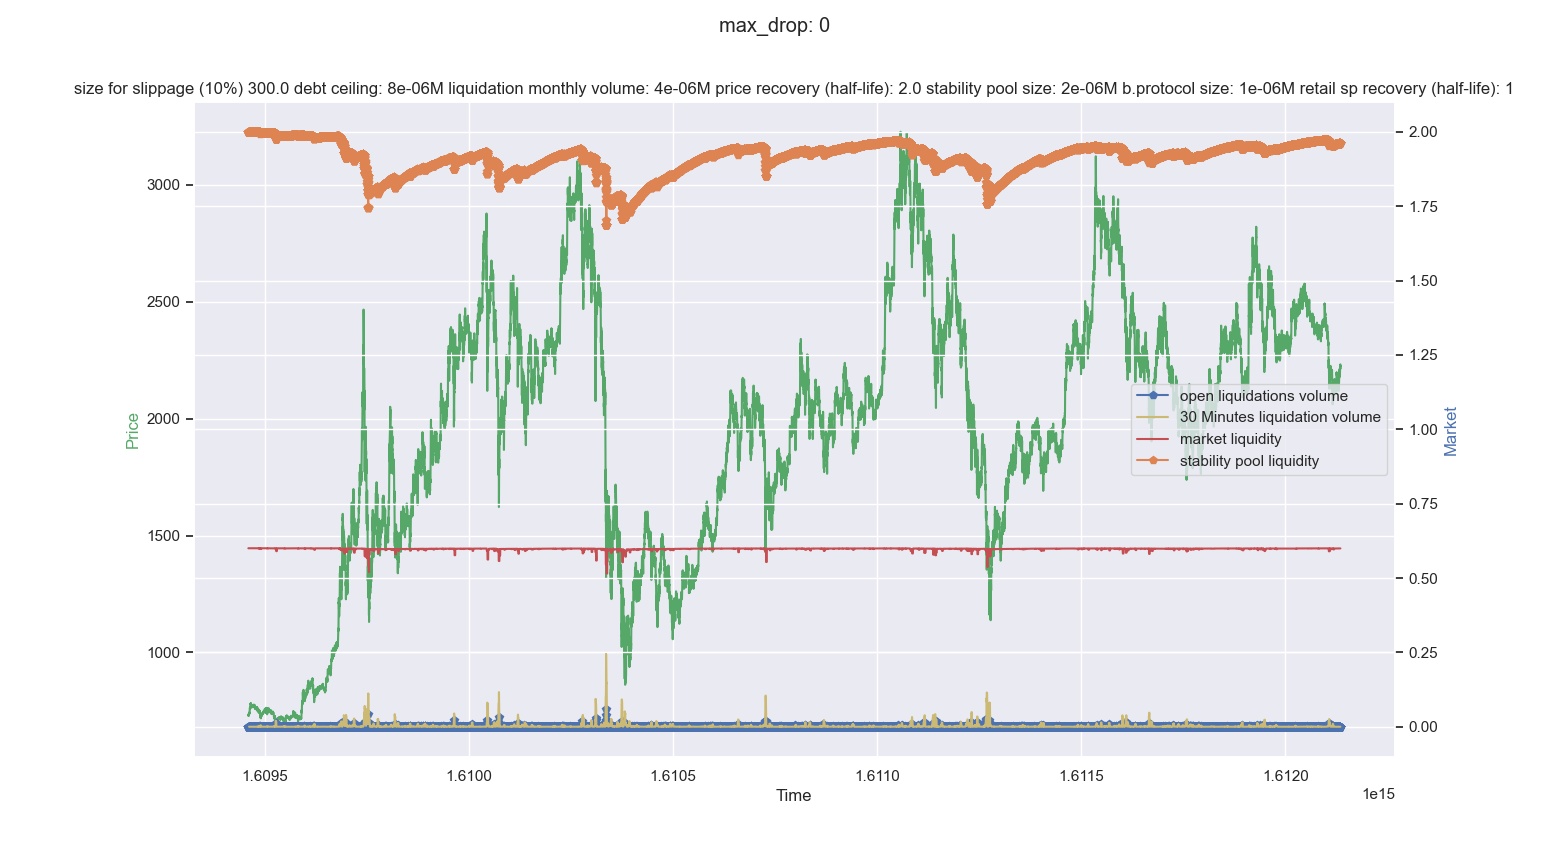 max_drop: 0
size for slippage (10%) 300.0 debt ceiling: 8e-06M liquidation monthly volume: 4e-06M price recovery (half-life): 2.0 stability pool size: 2e-06M b.protocol size: 1e-06M retail sp recovery (half-life): 1
3000
2500
2000
1500
1000
Price
2.00
1.75
1.50
1.25
1.00
0.75
0.50
0.25
0.00
Market
open liquidations volume
30 Minutes liquidation volume
market liquidity
stability pool liquidity
1.6095 1.6100 1.6105 1.6110 1.6115 1.6120
Time
1e15